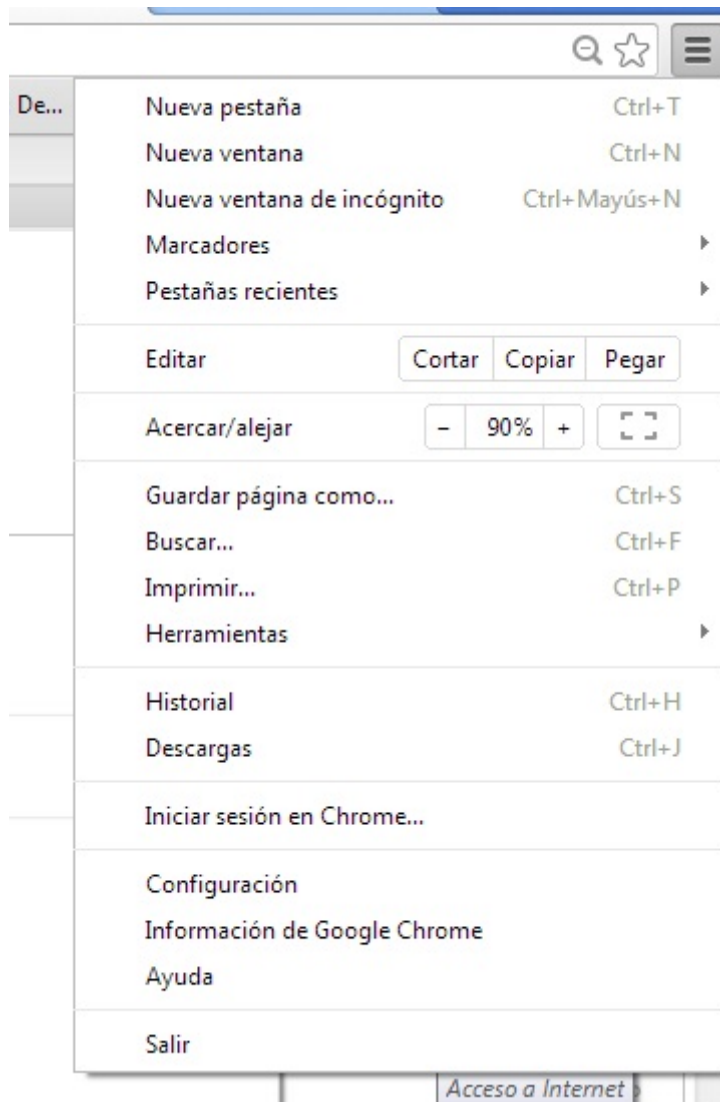 De...
Nueva pestaña Ctrl+T
Nueva ventana Ctrl+N
Nueva ventana de incógnito Ctrl+Mayús+N
Marcadores
Pestañas recientes
Editar Cortar Copiar Pegar
Acercar/alejar − 90% +
Guardar página como... Ctrl+S
Buscar... Ctrl+F
Imprimir... Ctrl+P
Herramientas
Historial Ctrl+H
Descargas Ctrl+J
Iniciar sesión en Chrome...
Configuración
Información de Google Chrome
Ayuda
Salir
Acceso a Internet